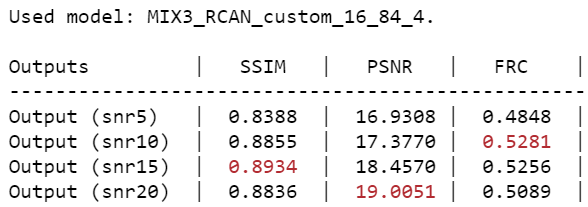 Used model: MIX3_RCAN_custom_16_84_4.
Outputs | SSIM | PSNR | FRC |
--------------------------------------------------
Output (snr5) | 0.8388 | 16.9308 | 0.4848 |
Output (snr10) | 0.8855 | 17.3770 | 0.5281 |
Output (snr15) | 0.8934 | 18.4570 | 0.5256 |
Output (snr20) | 0.8836 | 19.0051 | 0.5089 |